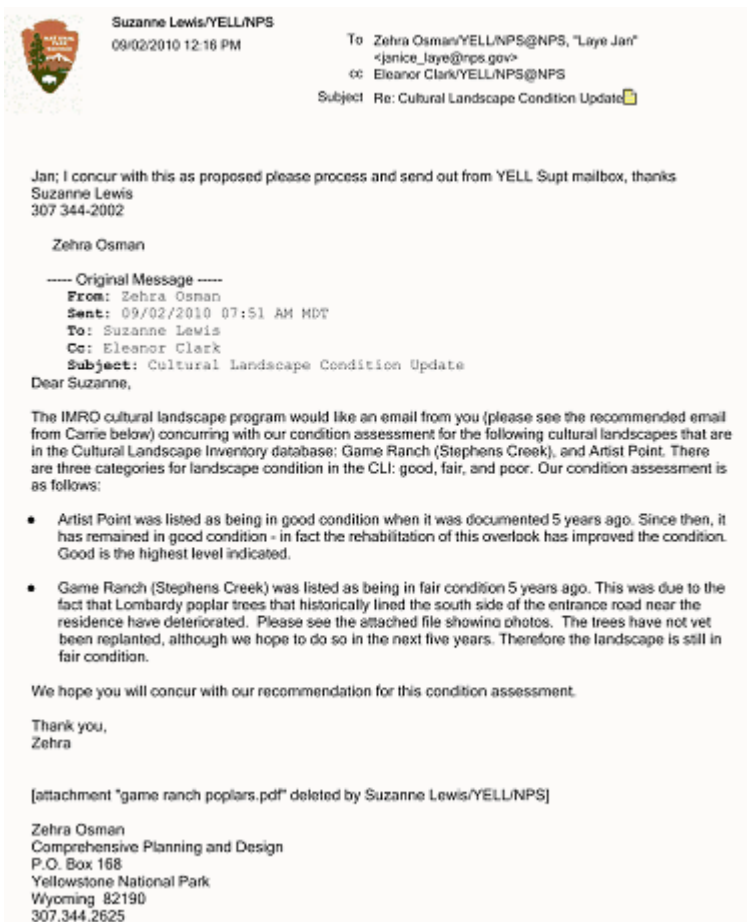 Suzanne Lewis/YELL/NPS
09/02/2010 12:16 PM
To Zehra Osman/YELL/NPS@NPS, "Laye Jan"
<janice_laye@nps.gov>
cc Eleanor Clark/YELL/NPS@NPS
Subject Re: Cultural Landscape Condition Update
Jan; I concur with this as proposed please process and send out from YELL Supt mailbox, thanks
Suzanne Lewis
307 344-2002
Zehra Osman
----- Original Message -----
From: Zehra Osman
Sent: 09/02/2010 07:51 AM MDT
To: Suzanne Lewis
Cc: Eleanor Clark
Subject: Cultural Landscape Condition Update
Dear Suzanne,
The IMRO cultural landscape program would like an email from you (please see the recommended email
from Carrie below) concurring with our condition assessment for the following cultural landscapes that are
in the Cultural Landscape Inventory database: Game Ranch (Stephens Creek), and Artist Point. There
are three categories for landscape condition in the CLI: good, fair, and poor. Our condition assessment is
as follows:
● Artist Point was listed as being in good condition when it was documented 5 years ago. Since then, it
has remained in good condition - in fact the rehabilitation of this overlook has improved the condition.
Good is the highest level indicated.
● Game Ranch (Stephens Creek) was listed as being in fair condition 5 years ago. This was due to the
fact that Lombardy poplar trees that historically lined the south side of the entrance road near the
residence have deteriorated. Please see the attached file showing photos. The trees have not yet
been replanted, although we hope to do so in the next five years. Therefore the landscape is still in
fair condition.
We hope you will concur with our recommendation for this condition assessment.
Thank you,
Zehra
[attachment "game ranch poplars.pdf" deleted by Suzanne Lewis/YELL/NPS]
Zehra Osman
Comprehensive Planning and Design
P.O. Box 168
Yellowstone National Park
Wyoming 82190
307.344.2625